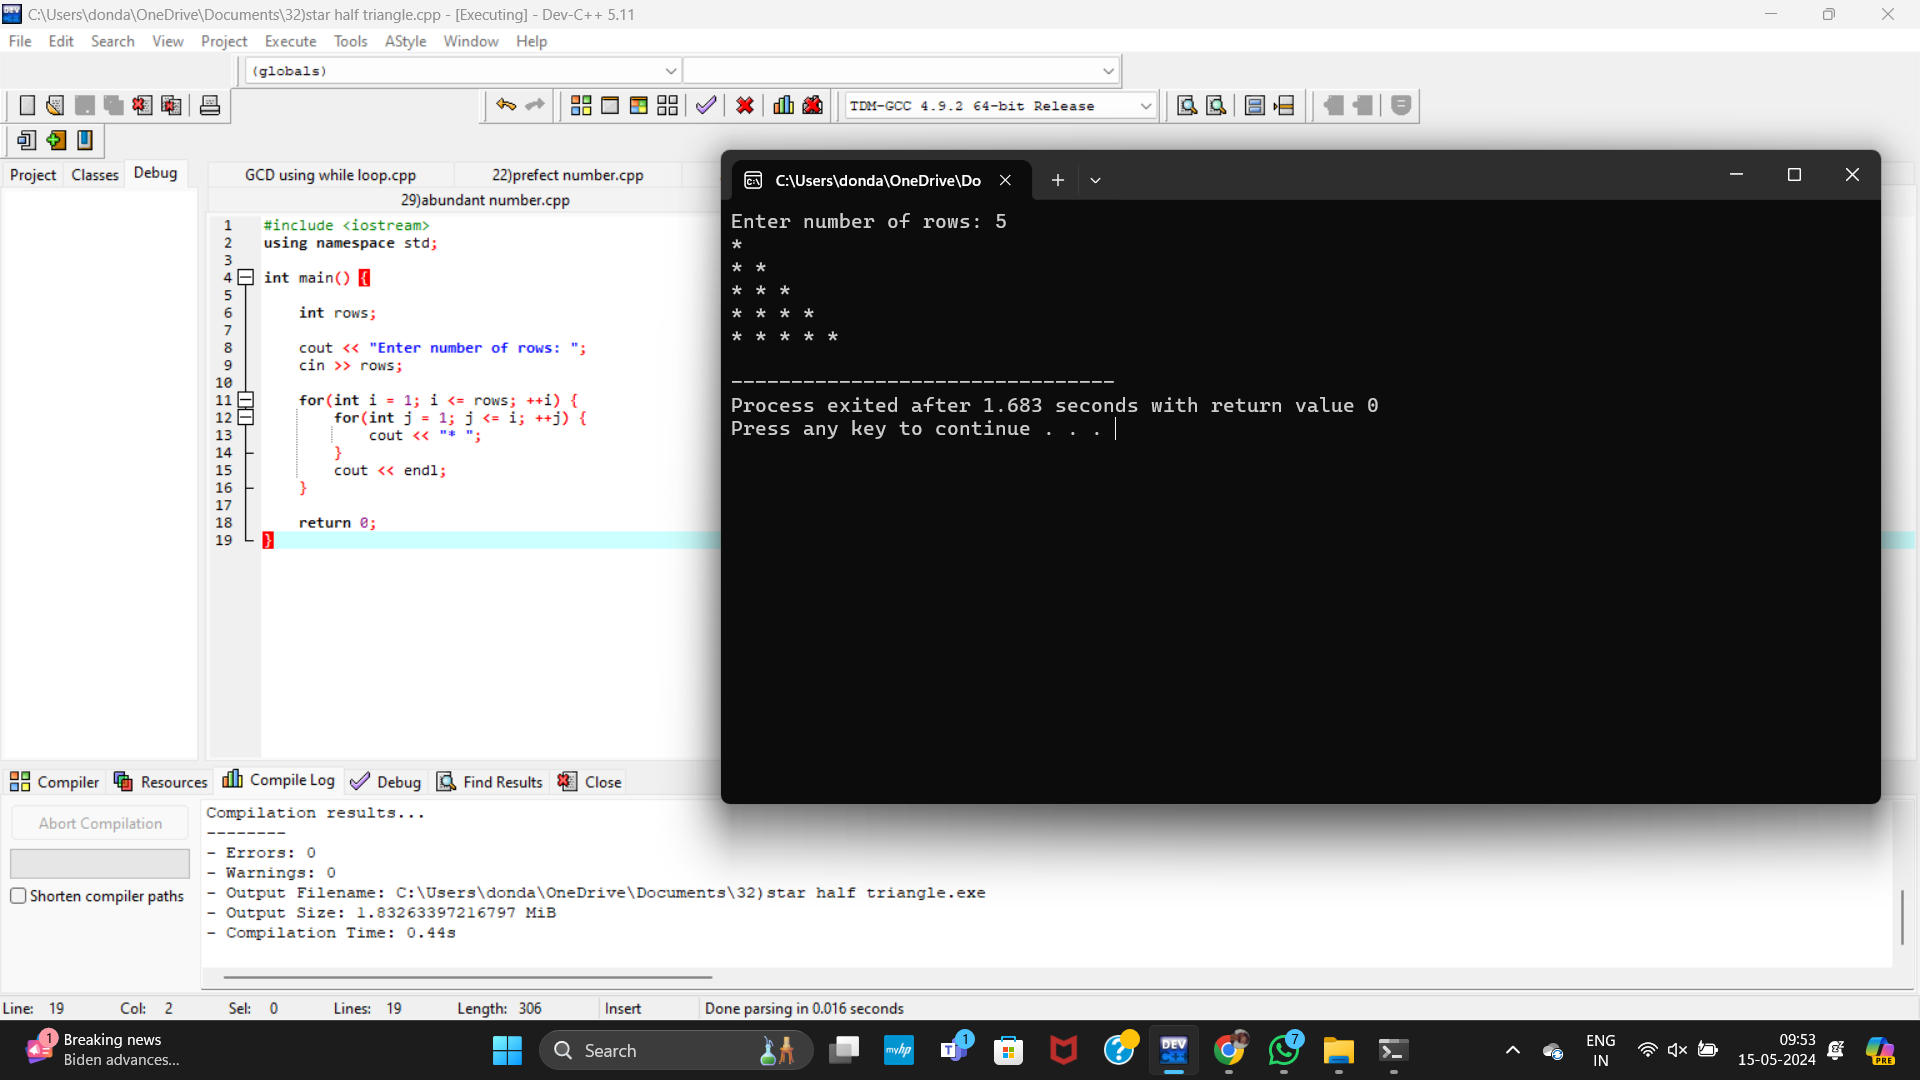 C:\Users\donda\OneDrive\Documents\32)star half triangle.cpp - [Executing] - Dev-C++ 5.11
File Edit Search View Project Execute Tools AStyle Window Help
(globals)
TDM-GCC 4.9.2 64-bit Release
Project Classes Debug
GCD using while loop.cpp 22)prefect number.cpp
29)abundant number.cpp
1 #include <iostream>
2 using namespace std;
3
4 int main() {
5
6 int rows;
7
8 cout << "Enter number of rows: ";
9 cin >> rows;
10
11 for(int i = 1; i <= rows; ++i) {
12 for(int j = 1; j <= i; ++j) {
13 cout << "* ";
14 }
15 cout << endl;
16 }
17
18 return 0;
19 }
C:\Users\donda\OneDrive\Do
Enter number of rows: 5
*
* *
* * *
* * * *
* * * * *
--------------------------------
Process exited after 1.683 seconds with return value 0
Press any key to continue . . .
Compiler Resources Compile Log Debug Find Results Close
Abort Compilation
Shorten compiler paths
Compilation results...
--------
- Errors: 0
- Warnings: 0
- Output Filename: C:\Users\donda\OneDrive\Documents\32)star half triangle.exe
- Output Size: 1.83263397216797 MiB
- Compilation Time: 0.44s
Line: 19 Col: 2 Sel: 0 Lines: 19 Length: 306 Insert Done parsing in 0.016 seconds
1
Breaking news
Biden advances...
Search
myhp
1
DEV
7
ENG
IN
09:53
15-05-2024
PRE